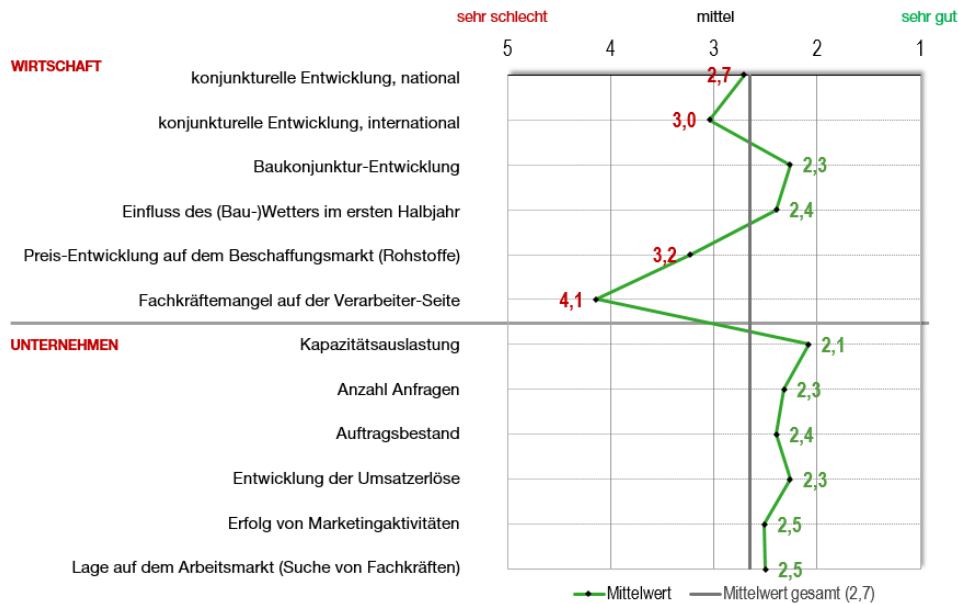 sehr schlecht mittel sehr gut
5 4 3 2 1
WIRTSCHAFT
konjunkturelle Entwicklung, national 2,7
konjunkturelle Entwicklung, international 3,0
Baukonjunktur-Entwicklung 2,3
Einfluss des (Bau-)Wetters im ersten Halbjahr 2,4
Preis-Entwicklung auf dem Beschaffungsmarkt (Rohstoffe) 3,2
Fachkräftemangel auf der Verarbeiter-Seite 4,1
UNTERNEHMEN
Kapazitätsauslastung 2,1
Anzahl Anfragen 2,3
Auftragsbestand 2,4
Entwicklung der Umsatzerlöse 2,3
Erfolg von Marketingaktivitäten 2,5
Lage auf dem Arbeitsmarkt (Suche von Fachkräften) 2,5
Mittelwert Mittelwert gesamt (2,7)